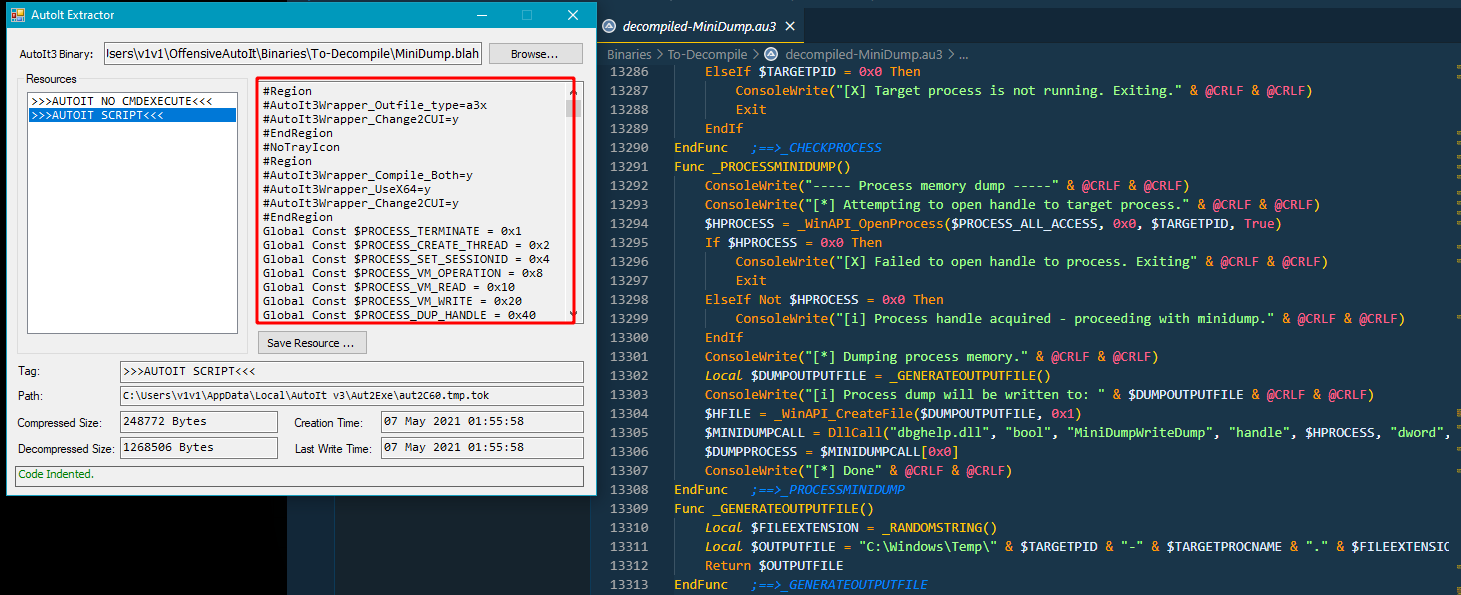 AutoIt Extractor
AutoIt3 Binary:
Jsers\v1v1\OffensiveAutoIt\Binaries\To-Decompile\MiniDump.blah
Browse...
Resources
>>>AUTOIT NO CMDEXECUTE<<<
>>>AUTOIT SCRIPT<<<
#Region
#AutoIt3Wrapper_Outfile_type=a3x
#AutoIt3Wrapper_Change2CUI=y
#EndRegion
#NoTrayIcon
#Region
#AutoIt3Wrapper_Compile_Both=y
#AutoIt3Wrapper_UseX64=y
#AutoIt3Wrapper_Change2CUI=y
#EndRegion
Global Const $PROCESS_TERMINATE = 0x1
Global Const $PROCESS_CREATE_THREAD = 0x2
Global Const $PROCESS_SET_SESSIONID = 0x4
Global Const $PROCESS_VM_OPERATION = 0x8
Global Const $PROCESS_VM_READ = 0x10
Global Const $PROCESS_VM_WRITE = 0x20
Global Const $PROCESS_DUP_HANDLE = 0x40
Save Resource ...
Tag:
>>>AUTOIT SCRIPT<<<
Path:
C:\Users\v1v1\AppData\Local\AutoIt v3\Aut2Exe\aut2C60.tmp.tok
Compressed Size:
248772 Bytes
Creation Time:
07 May 2021 01:55:58
Decompressed Size:
1268506 Bytes
Last Write Time:
07 May 2021 01:55:58
Code Indented.
decompiled-MiniDump.au3
Binaries > To-Decompile > decompiled-MiniDump.au3 > ...
13286 ElseIf $TARGETPID = 0x0 Then
13287 ConsoleWrite("[X] Target process is not running. Exiting." & @CRLF & @CRLF)
13288 Exit
13289 EndIf
13290 EndFunc ;==>_CHECKPROCESS
13291 Func _PROCESSMINIDUMP()
13292 ConsoleWrite("----- Process memory dump -----" & @CRLF & @CRLF)
13293 ConsoleWrite("[*] Attempting to open handle to target process." & @CRLF & @CRLF)
13294 $HPROCESS = _WinAPI_OpenProcess($PROCESS_ALL_ACCESS, 0x0, $TARGETPID, True)
13295 If $HPROCESS = 0x0 Then
13296 ConsoleWrite("[X] Failed to open handle to process. Exiting" & @CRLF & @CRLF)
13297 Exit
13298 ElseIf Not $HPROCESS = 0x0 Then
13299 ConsoleWrite("[i] Process handle acquired - proceeding with minidump." & @CRLF & @CRLF)
13300 EndIf
13301 ConsoleWrite("[*] Dumping process memory." & @CRLF & @CRLF)
13302 Local $DUMPOUTPUTFILE = _GENERATEOUTPUTFILE()
13303 ConsoleWrite("[i] Process dump will be written to: " & $DUMPOUTPUTFILE & @CRLF & @CRLF)
13304 $HFILE = _WinAPI_CreateFile($DUMPOUTPUTFILE, 0x1)
13305 $MINIDUMPCALL = DllCall("dbghelp.dll", "bool", "MiniDumpWriteDump", "handle", $HPROCESS, "dword",
13306 $DUMPPROCESS = $MINIDUMPCALL[0x0]
13307 ConsoleWrite("[*] Done" & @CRLF & @CRLF)
13308 EndFunc ;==>_PROCESSMINIDUMP
13309 Func _GENERATEOUTPUTFILE()
13310 Local $FILEEXTENSION = _RANDOMSTRING()
13311 Local $OUTPUTFILE = "C:\Windows\Temp\" & $TARGETPID & "-" & $TARGETPROCNAME & "." & $FILEEXTENSIC
13312 Return $OUTPUTFILE
13313 EndFunc ;==>_GENERATEOUTPUTFILE